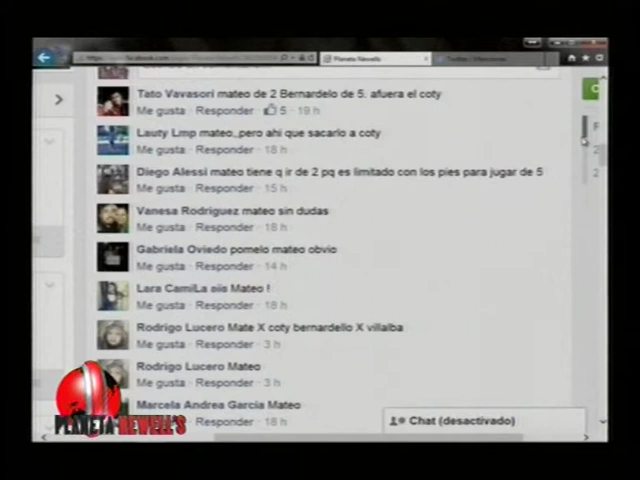 Planeta Newells
Tato Vavasori mateo de 2 Bernardelo de 5. afuera el coty
Me gusta · Responder · 5 · 19 h
Lauty Lmp mateo,,pero ahi que sacarlo a coty
Me gusta · Responder · 18 h
Diego Alessi mateo tiene q ir de 2 pq es limitado con los pies para jugar de 5
Me gusta · Responder · 15 h
Vanesa Rodriguez mateo sin dudas
Me gusta · Responder · 18 h
Gabriela Oviedo pomelo mateo obvio
Me gusta · Responder · 14 h
Lara CamiLa Mateo !
Me gusta · Responder · 18 h
Rodrigo Lucero Mate X coty bernardello X villalba
Me gusta · Responder · 3 h
Rodrigo Lucero Mateo
Me gusta · Responder · 3 h
Marcela Andrea Garcia Mateo
Responder · 18 h
Chat (desactivado)
PLANETA NEWELL'S